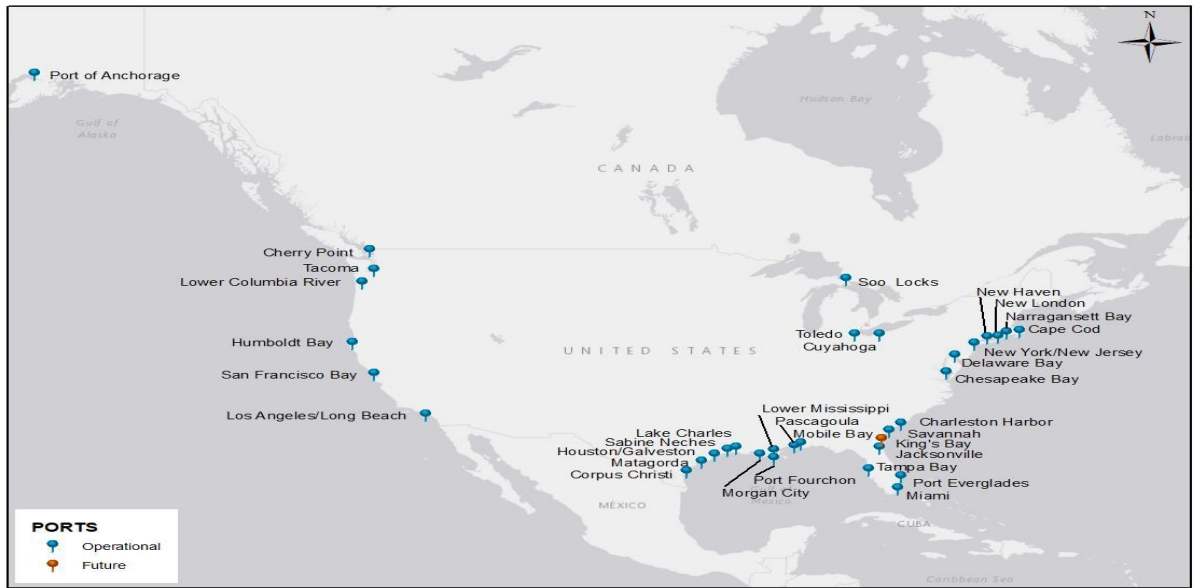 N
Port of Anchorage
Gulf of
Alaska
Hudson Bay
Labrad
CANADA
Cherry Point
Tacoma
Lower Columbia River
Soo Locks
New Haven
New London
Narragansett Bay
Cape Cod
Toledo
Cuyahoga
Humboldt Bay
UNITED STATES
New York/New Jersey
Delaware Bay
San Francisco Bay
Chesapeake Bay
Los Angeles/Long Beach
Lower Mississippi
Pascagoula
Mobile Bay
Charleston Harbor
Savannah
King's Bay
Jacksonville
Lake Charles
Sabine Neches
Houston/Galveston
Matagorda
Corpus Christi
Tampa Bay
Port Fourchon
Port Everglades
Morgan City
Miami
Gulf of
Mexico
MÉXICO
CUBA
Caribbean Sea
PORTS
Operational
Future